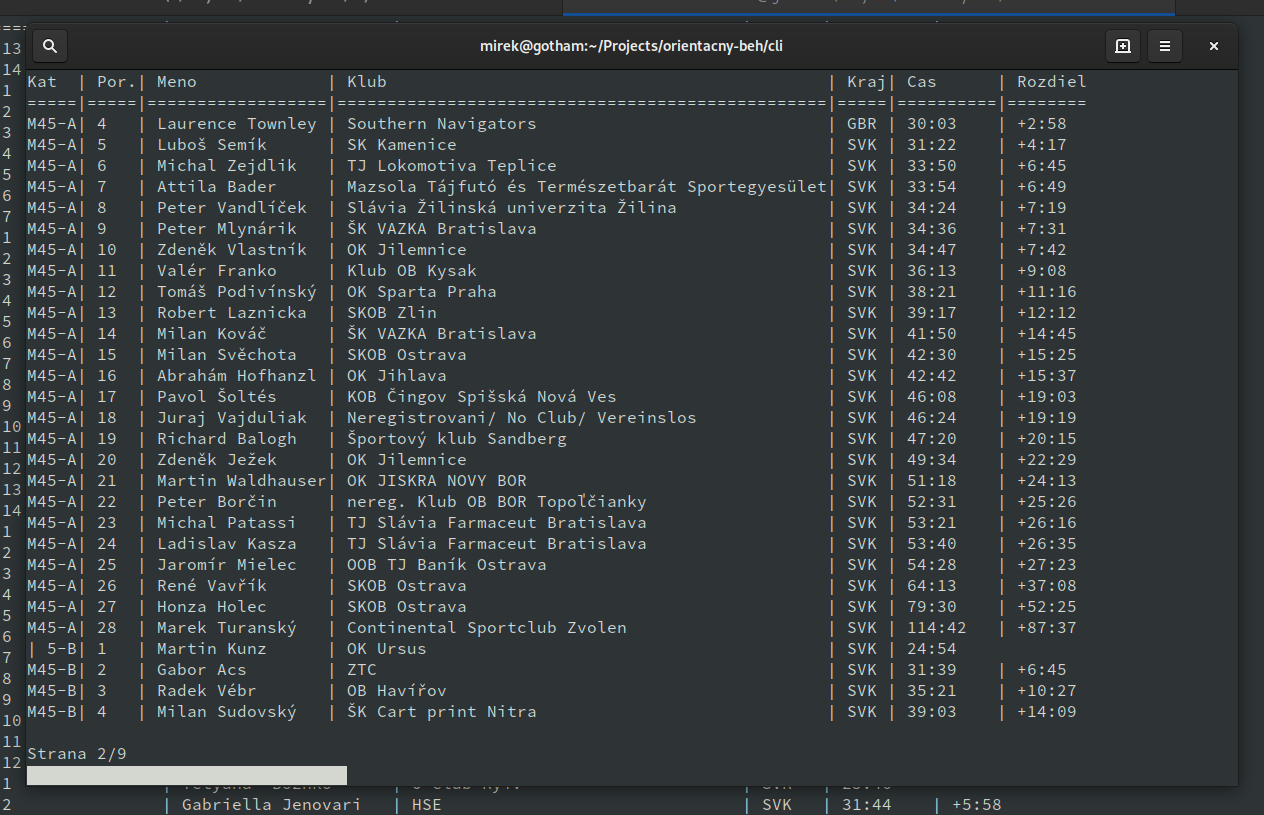 mirek@gotham:~/Projects/orientacny-beh/cli
Kat | Por.| Meno | Klub | Kraj| Cas | Rozdiel
=====|=====|==================|=================================================|=====|==========|========
M45-A| 4 | Laurence Townley | Southern Navigators | GBR | 30:03 | +2:58
M45-A| 5 | Luboš Semík | SK Kamenice | SVK | 31:22 | +4:17
M45-A| 6 | Michal Zejdlik | TJ Lokomotiva Teplice | SVK | 33:50 | +6:45
M45-A| 7 | Attila Bader | Mazsola Tájfutó és Természetbarát Sportegyesület| SVK | 33:54 | +6:49
M45-A| 8 | Peter Vandlíček | Slávia Žilinská univerzita Žilina | SVK | 34:24 | +7:19
M45-A| 9 | Peter Mlynárik | ŠK VAZKA Bratislava | SVK | 34:36 | +7:31
M45-A| 10 | Zdeněk Vlastník | OK Jilemnice | SVK | 34:47 | +7:42
M45-A| 11 | Valér Franko | Klub OB Kysak | SVK | 36:13 | +9:08
M45-A| 12 | Tomáš Podivínský | OK Sparta Praha | SVK | 38:21 | +11:16
M45-A| 13 | Robert Laznicka | SKOB Zlin | SVK | 39:17 | +12:12
M45-A| 14 | Milan Kováč | ŠK VAZKA Bratislava | SVK | 41:50 | +14:45
M45-A| 15 | Milan Svěchota | SKOB Ostrava | SVK | 42:30 | +15:25
M45-A| 16 | Abrahám Hofhanzl | OK Jihlava | SVK | 42:42 | +15:37
M45-A| 17 | Pavol Šoltés | KOB Čingov Spišská Nová Ves | SVK | 46:08 | +19:03
M45-A| 18 | Juraj Vajduliak | Neregistrovani/ No Club/ Vereinslos | SVK | 46:24 | +19:19
M45-A| 19 | Richard Balogh | Športový klub Sandberg | SVK | 47:20 | +20:15
M45-A| 20 | Zdeněk Ježek | OK Jilemnice | SVK | 49:34 | +22:29
M45-A| 21 | Martin Waldhauser| OK JISKRA NOVY BOR | SVK | 51:18 | +24:13
M45-A| 22 | Peter Borčin | nereg. Klub OB BOR Topoľčianky | SVK | 52:31 | +25:26
M45-A| 23 | Michal Patassi | TJ Slávia Farmaceut Bratislava | SVK | 53:21 | +26:16
M45-A| 24 | Ladislav Kasza | TJ Slávia Farmaceut Bratislava | SVK | 53:40 | +26:35
M45-A| 25 | Jaromír Mielec | OOB TJ Baník Ostrava | SVK | 54:28 | +27:23
M45-A| 26 | René Vavřík | SKOB Ostrava | SVK | 64:13 | +37:08
M45-A| 27 | Honza Holec | SKOB Ostrava | SVK | 79:30 | +52:25
M45-A| 28 | Marek Turanský | Continental Sportclub Zvolen | SVK | 114:42 | +87:37
| 5-B| 1 | Martin Kunz | OK Ursus | SVK | 24:54
M45-B| 2 | Gabor Acs | ZTC | SVK | 31:39 | +6:45
M45-B| 3 | Radek Vébr | OB Havířov | SVK | 35:21 | +10:27
M45-B| 4 | Milan Sudovský | ŠK Cart print Nitra | SVK | 39:03 | +14:09
Strana 2/9
2 | Gabriella Jenovari | HSE | SVK | 31:44 | +5:58